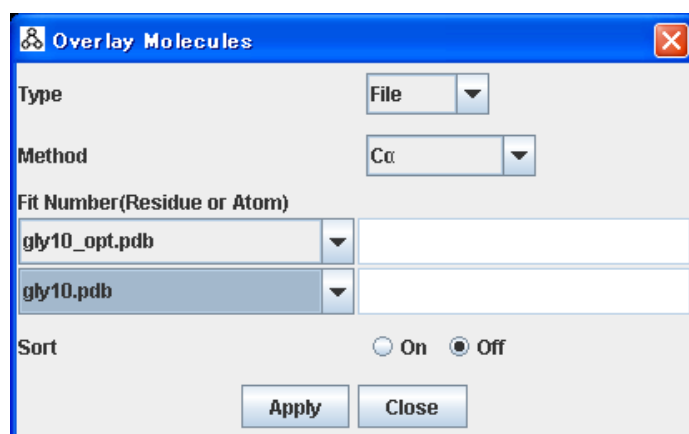 Overlay Molecules
Type File
Method Cα
Fit Number(Residue or Atom)
gly10_opt.pdb
gly10.pdb
Sort On Off
Apply Close